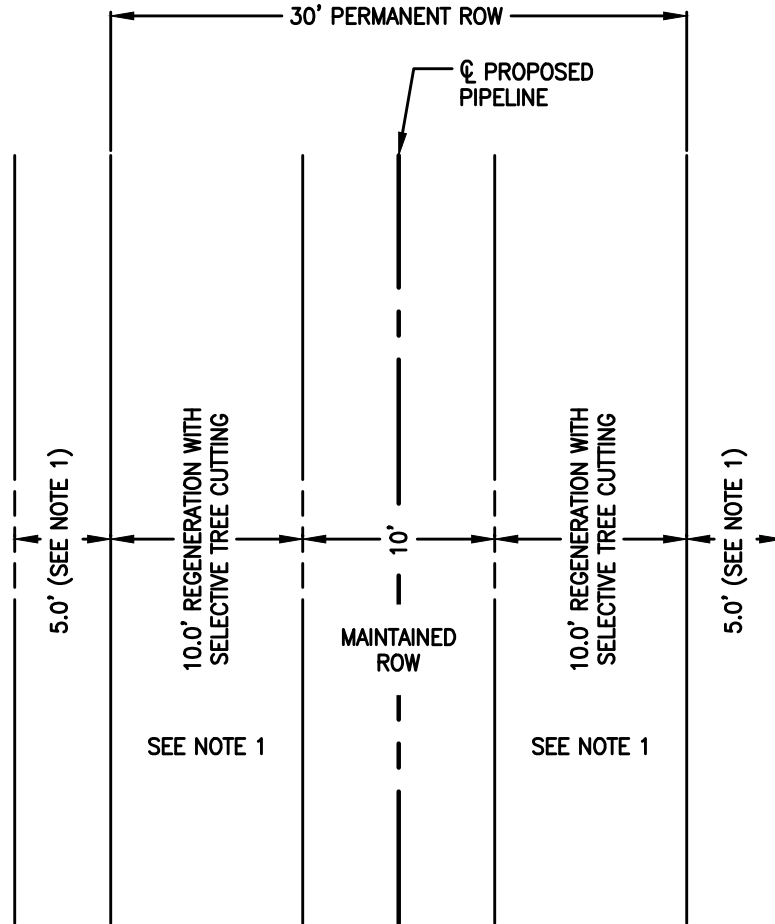 30' PERMANENT ROW
℄ PROPOSED
PIPELINE
5.0' (SEE NOTE 1)
10.0' REGENERATION WITH
SELECTIVE TREE CUTTING
10'
10.0' REGENERATION WITH
SELECTIVE TREE CUTTING
5.0' (SEE NOTE 1)
MAINTAINED
ROW
SEE NOTE 1
SEE NOTE 1